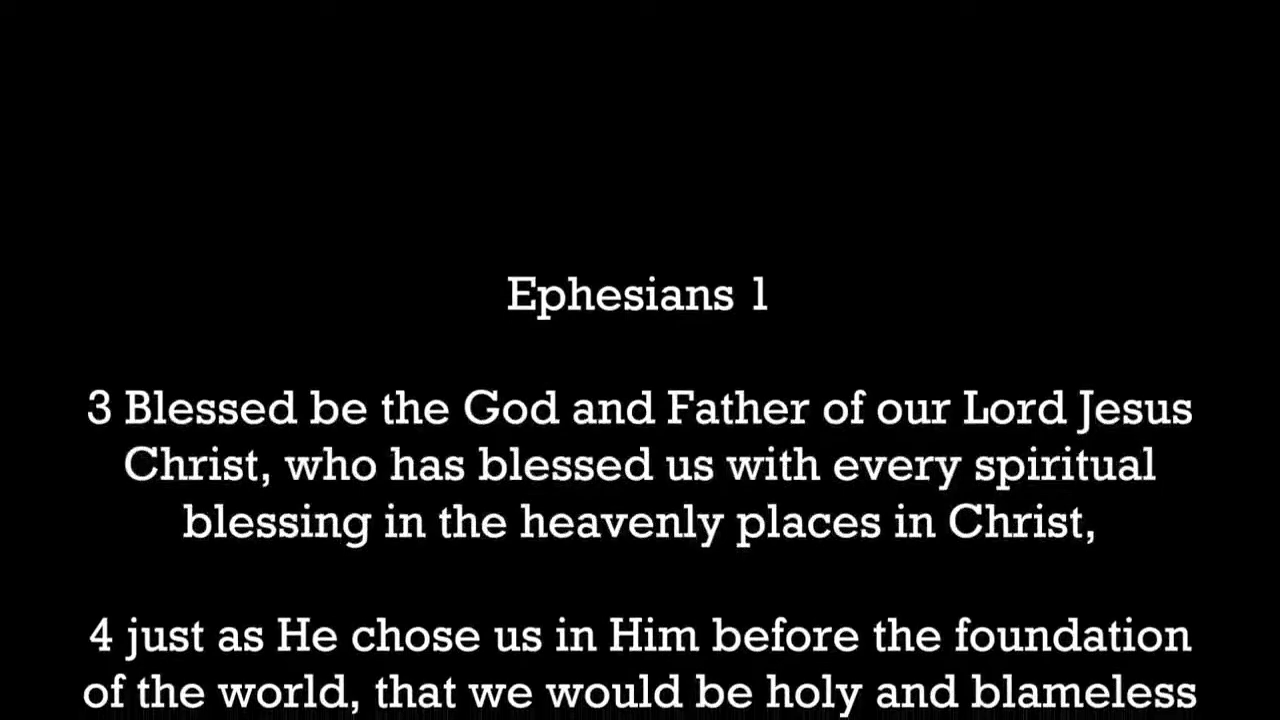 Ephesians 1
3 Blessed be the God and Father of our Lord Jesus
Christ, who has blessed us with every spiritual
blessing in the heavenly places in Christ,
4 just as He chose us in Him before the foundation
of the world, that we would be holy and blameless